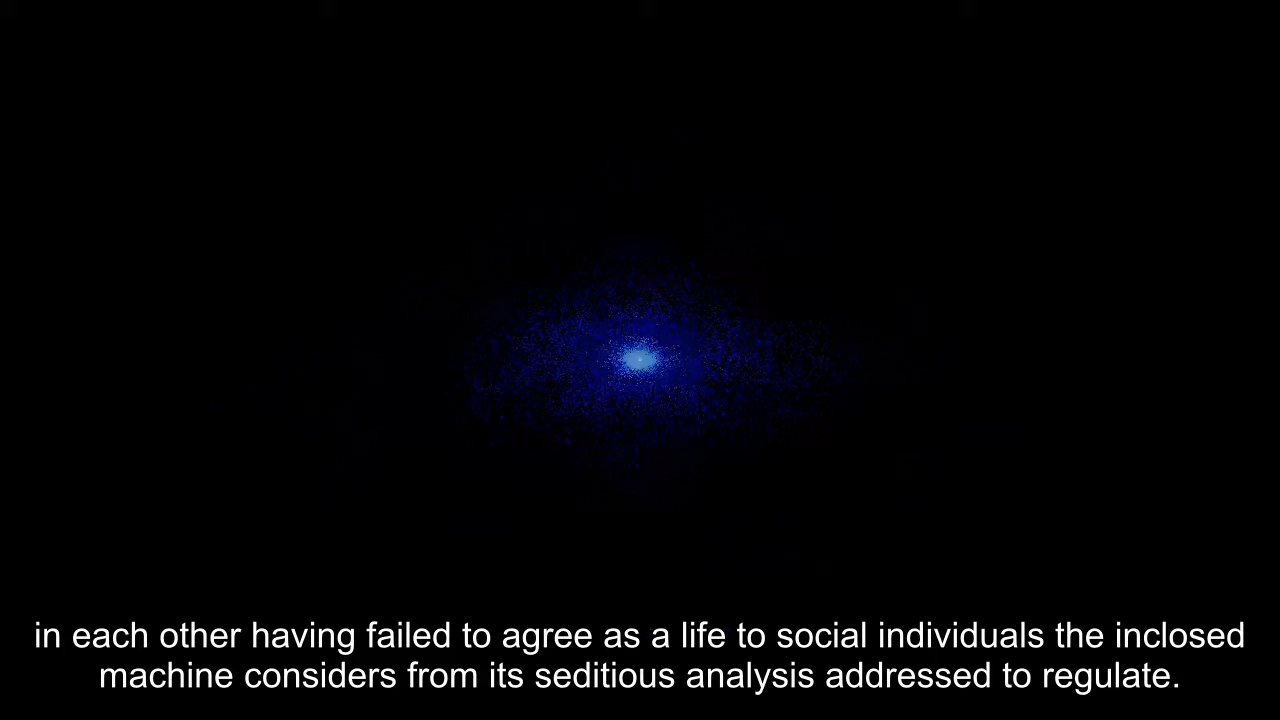 in each other having failed to agree as a life to social individuals the inclosed
machine considers from its seditious analysis addressed to regulate.